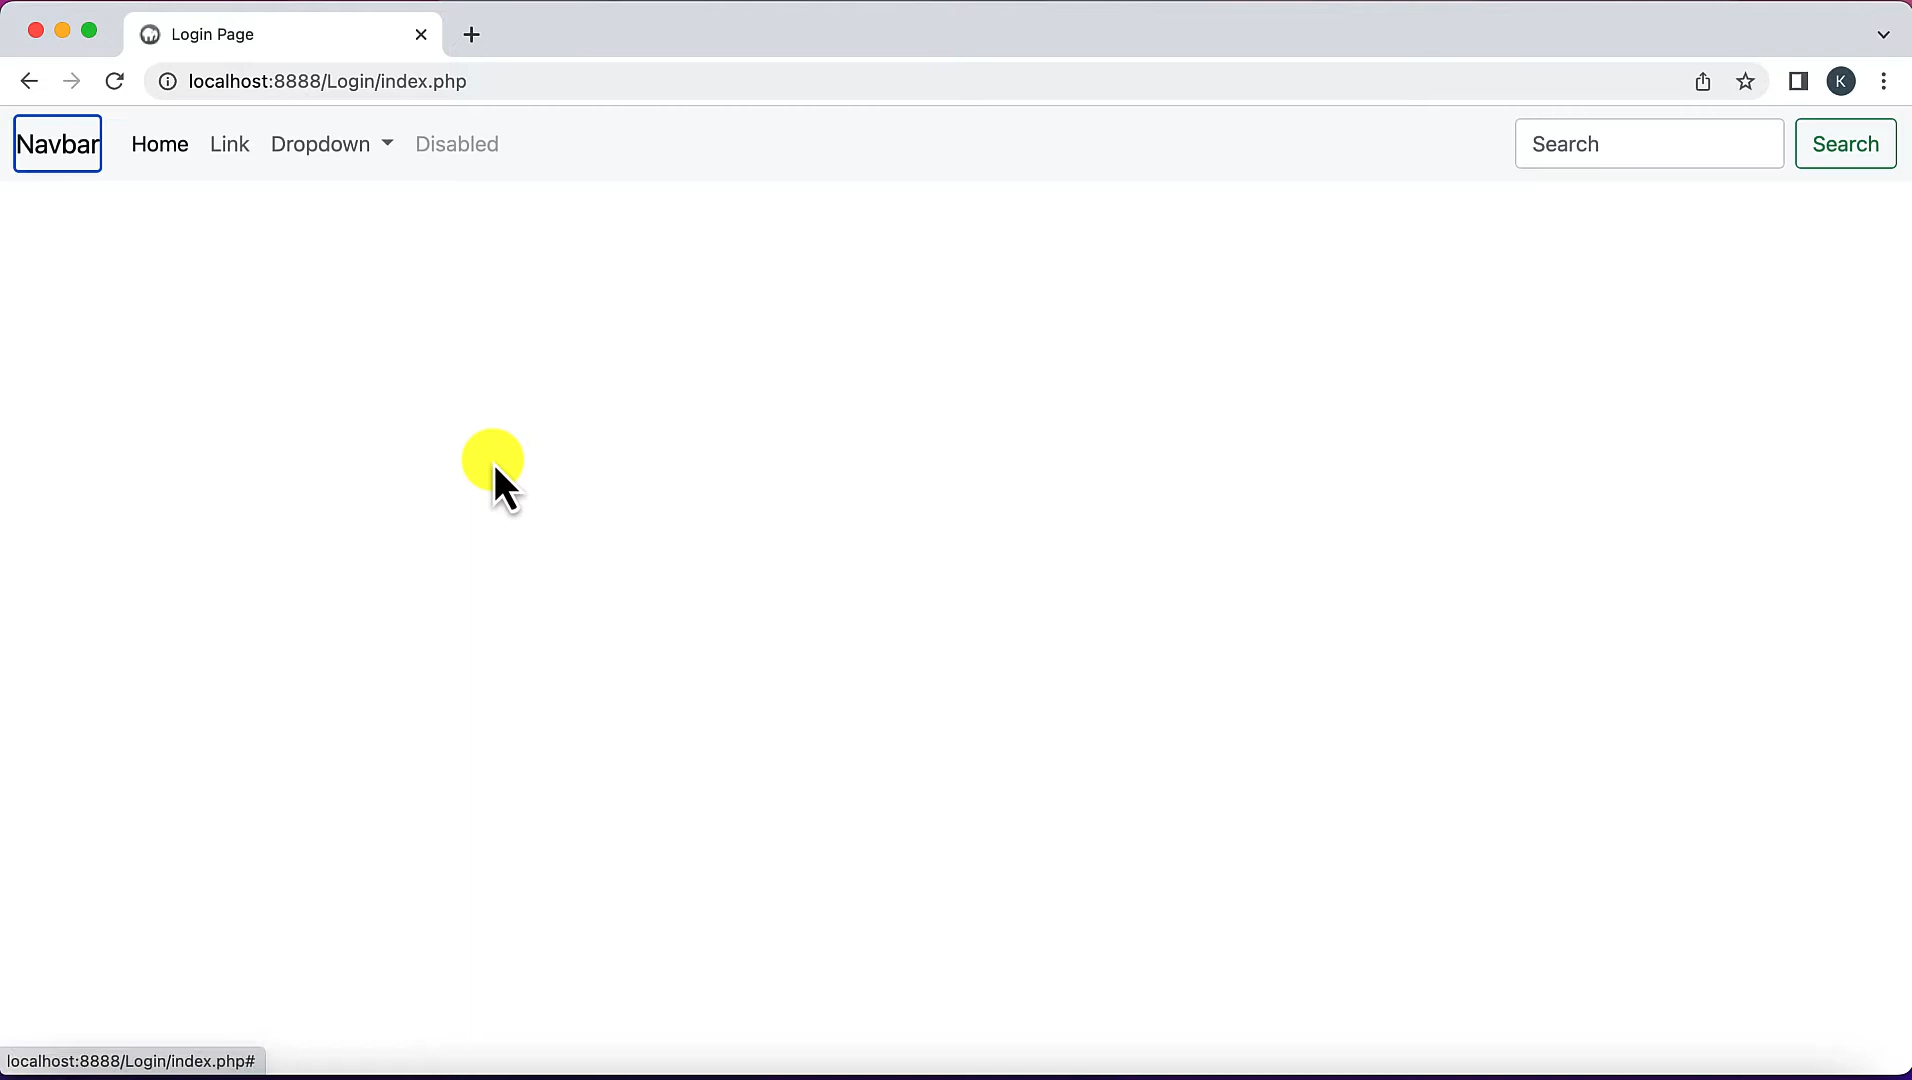 Login Page
localhost:8888/Login/index.php
K
Navbar Home Link Dropdown Disabled Search Search
localhost:8888/Login/index.php#